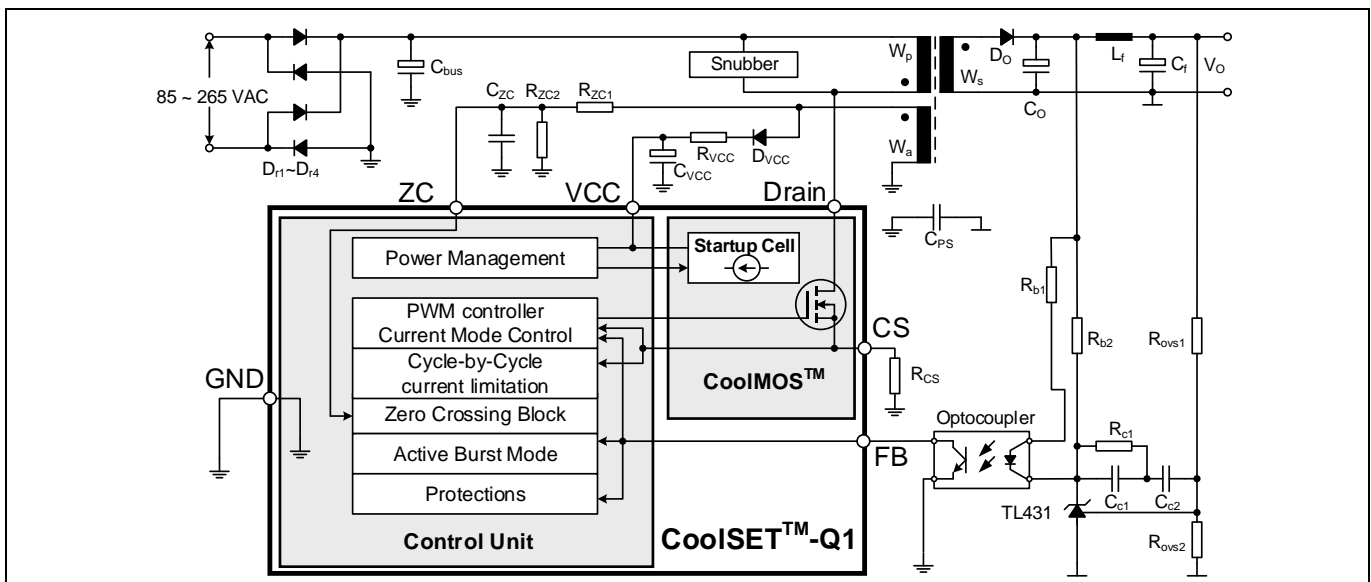 Cbus
Snubber
Wp
Ws
DO
CO
Lf
Cf
VO
85 ~ 265 VAC
CZC
RZC2
RZC1
RVCC
DVCC
CVCC
Wa
Dr1~Dr4
ZC
VCC
Drain
CPS
Power Management
Startup Cell
Rb1
PWM controller
Current Mode Control
CS
Rb2
Rovs1
Cycle-by-Cycle
current limitation
CoolMOS™
RCS
GND
Zero Crossing Block
Optocoupler
Active Burst Mode
FB
Rc1
Protections
Cc1
Cc2
TL431
Control Unit
CoolSET™-Q1
Rovs2